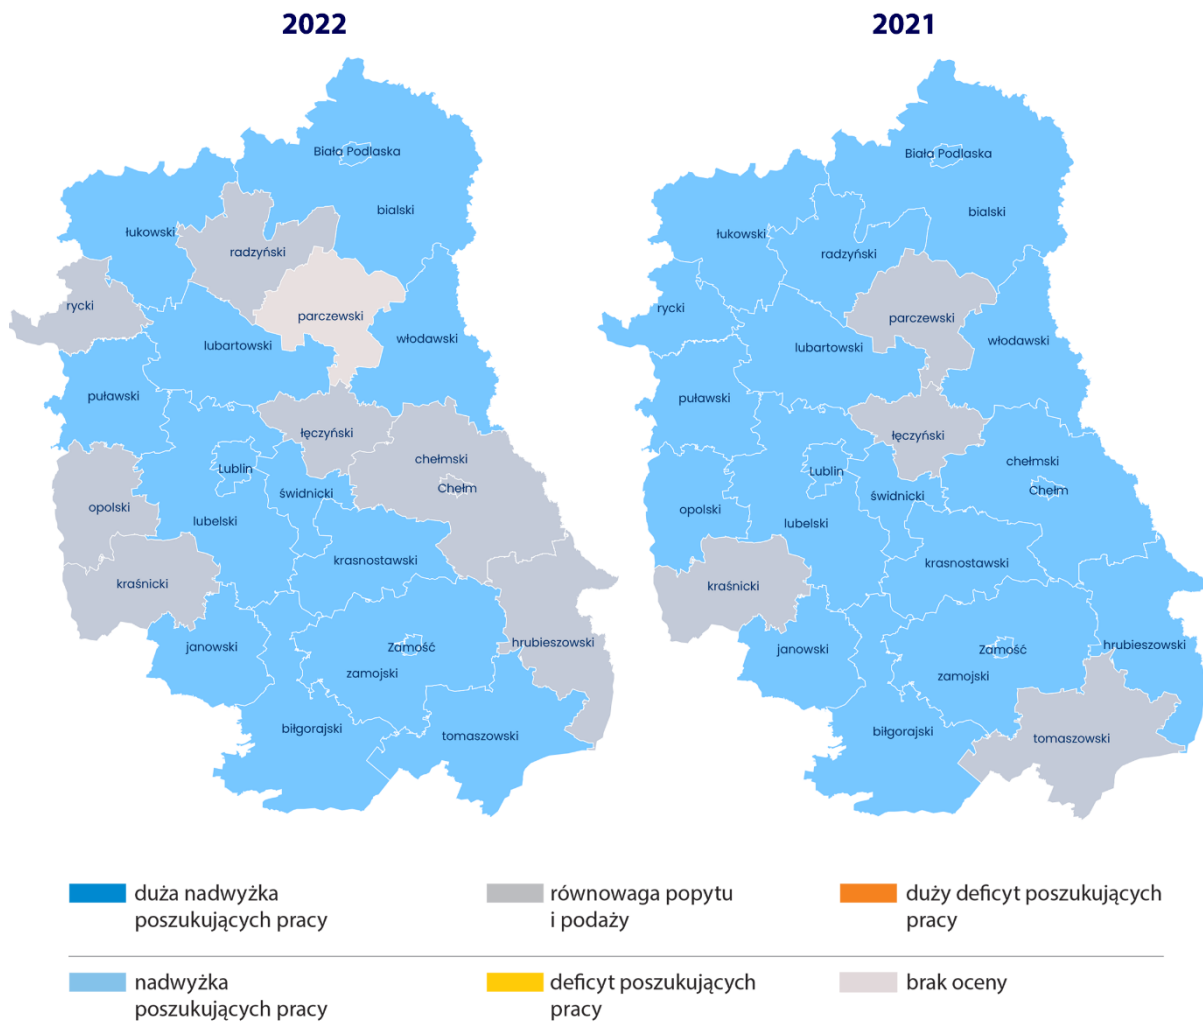 2022
2021
Biała Podlaska
bialski
łukowski
radzyński
rycki
parczewski
włodawski
lubartowski
puławski
łęczyński
chełmski
Lublin
Chełm
świdnicki
opolski
lubelski
krasnostawski
kraśnicki
janowski
Zamość
hrubieszowski
zamojski
biłgorajski
tomaszowski
Biała Podlaska
bialski
łukowski
radzyński
rycki
parczewski
włodawski
lubartowski
puławski
łęczyński
chełmski
Lublin
Chełm
świdnicki
opolski
lubelski
krasnostawski
kraśnicki
janowski
Zamość
hrubieszowski
zamojski
biłgorajski
tomaszowski
duża nadwyżka
poszukujących pracy
równowaga popytu
i podaży
duży deficyt poszukujących
pracy
nadwyżka
poszukujących pracy
deficyt poszukujących
pracy
brak oceny